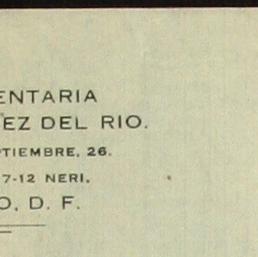 ENTARIA
EZ DEL RIO.
PTIEMBRE, 26.
7-12 NERI,
O, D. F.